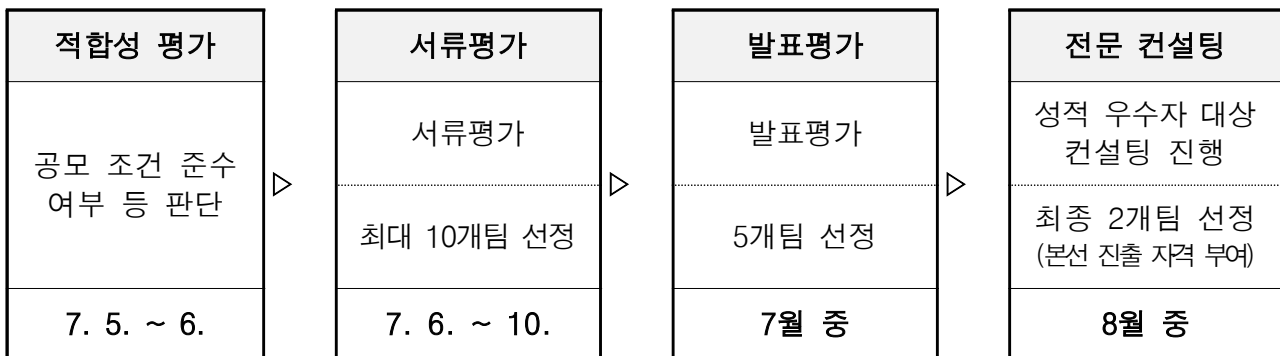 적합성 평가
공모 조건 준수
여부 등 판단
7. 5. ~ 6.
▷
서류평가
서류평가
최대 10개팀 선정
7. 6. ~ 10.
▷
발표평가
발표평가
5개팀 선정
7월 중
▷
전문 컨설팅
성적 우수자 대상
컨설팅 진행
최종 2개팀 선정
(본선 진출 자격 부여)
8월 중